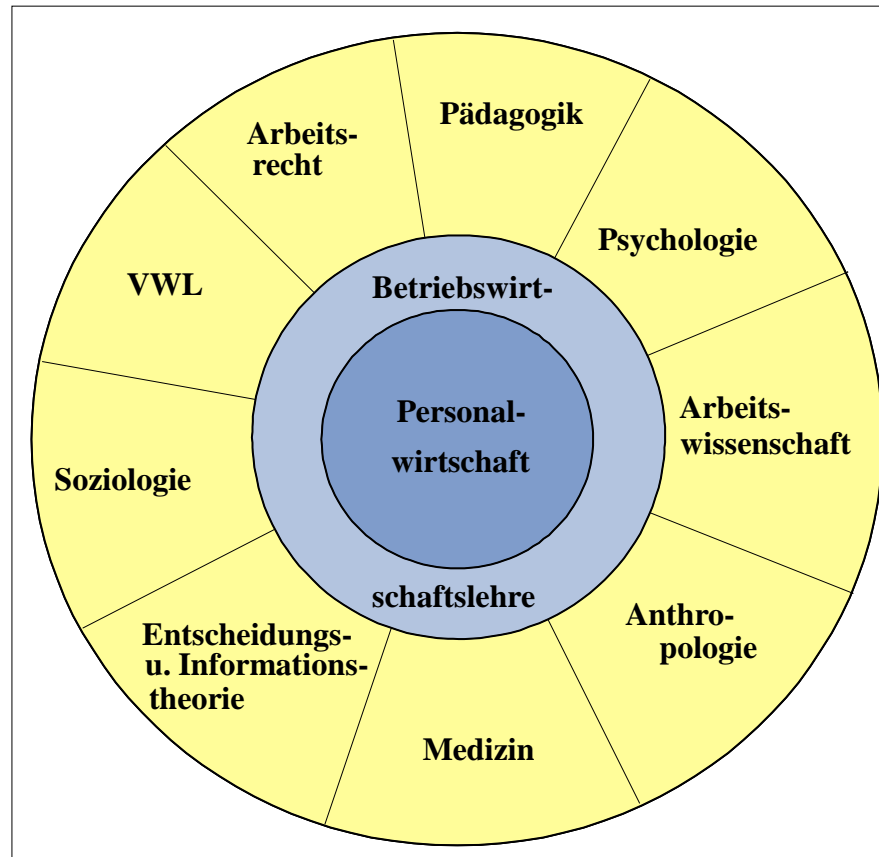 Pädagogik
Arbeits-
recht
Psychologie
VWL
Betriebswirt-
Personal-
wirtschaft
Arbeits-
wissenschaft
Soziologie
schaftslehre
Anthro-
pologie
Entscheidungs-
u. Informations-
theorie
Medizin